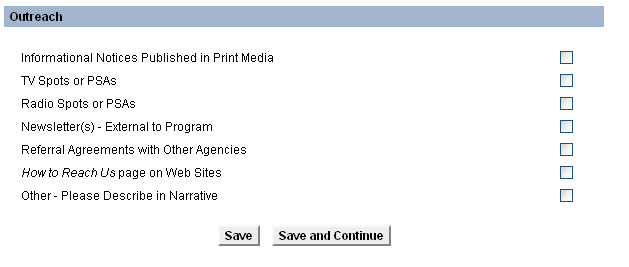 Outreach
Informational Notices Published in Print Media
TV Spots or PSAs
Radio Spots or PSAs
Newsletter(s) - External to Program
Referral Agreements with Other Agencies
How to Reach Us page on Web Sites
Other - Please Describe in Narrative
Save Save and Continue